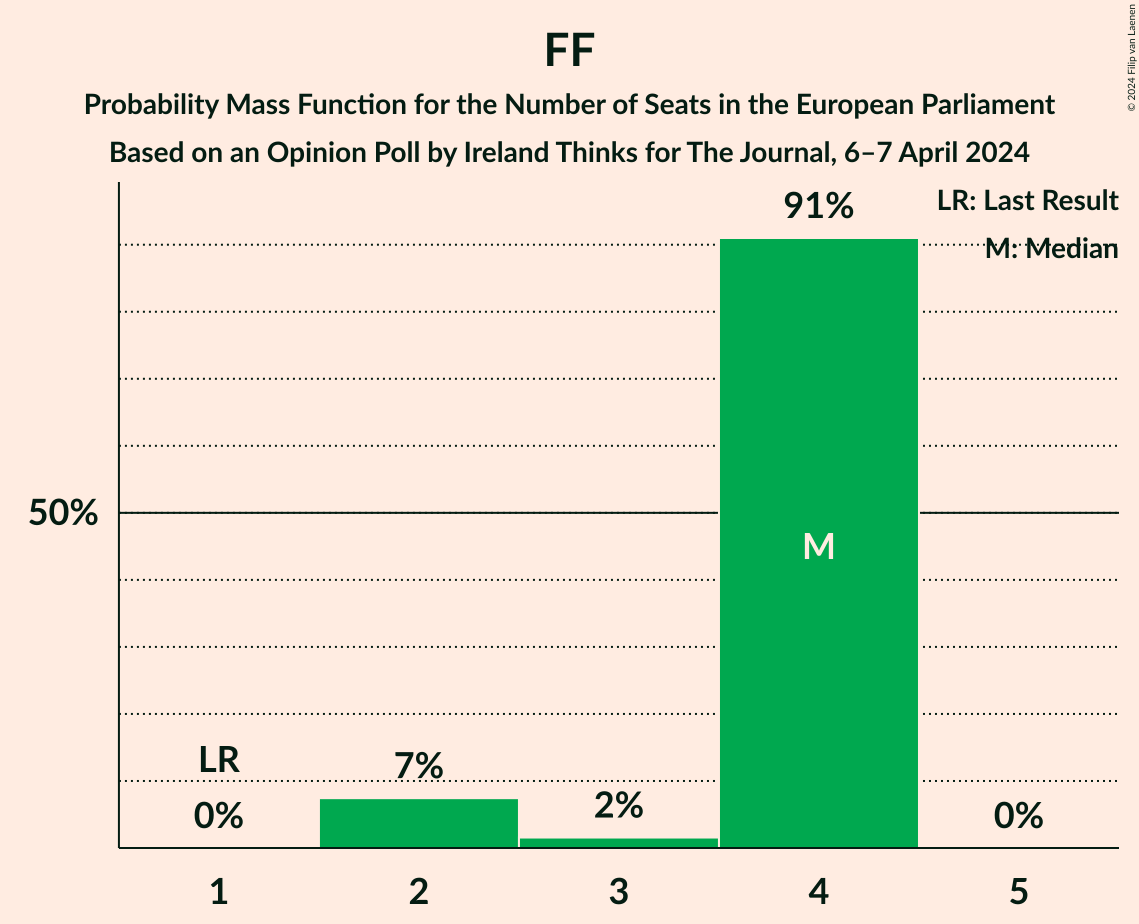 FF
Probability Mass Function for the Number of Seats in the European Parliament
Based on an Opinion Poll by Ireland Thinks for The Journal, 6–7 April 2024
© 2024 Filip van Laenen
LR: Last Result
M: Median
91%
50%
M
LR
7%
2%
0%
0%
1
2
3
4
5